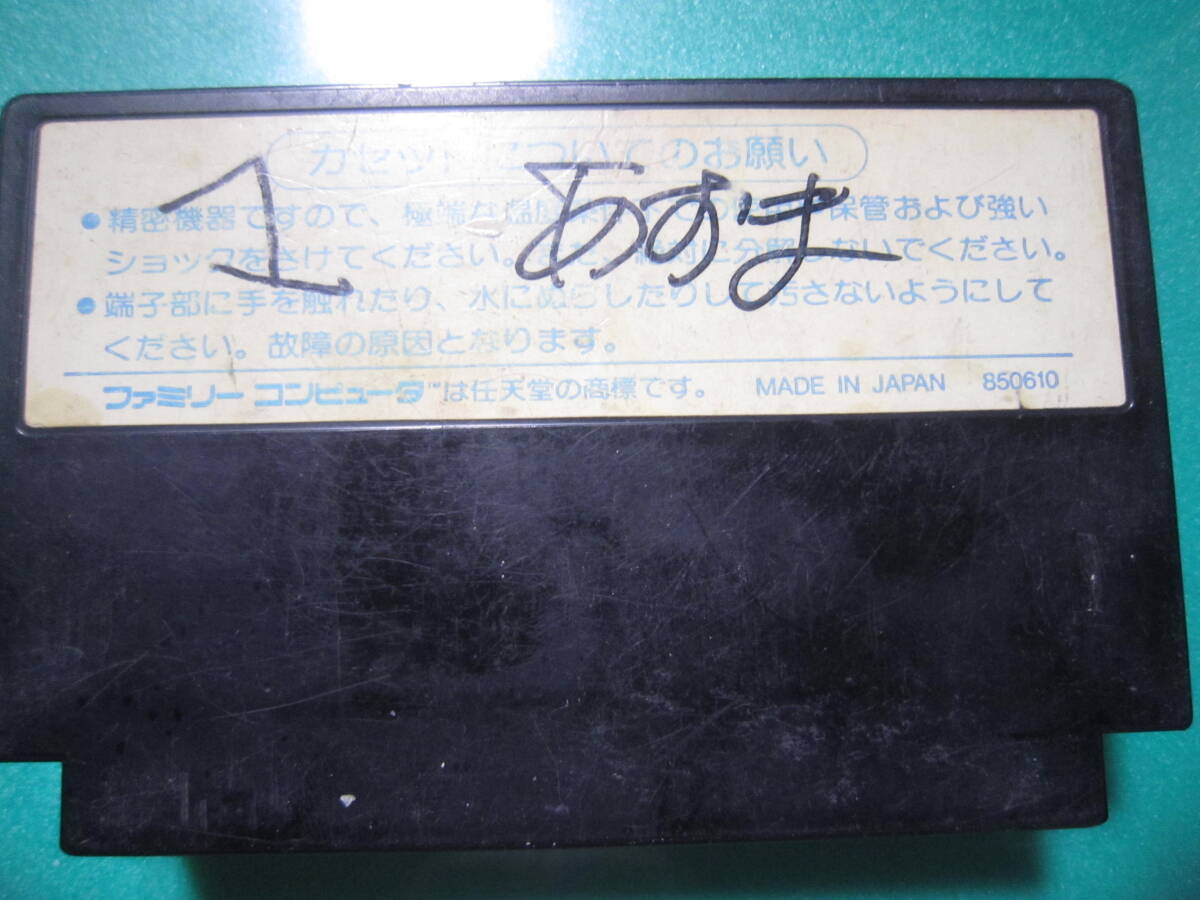 カセットについてのお願い
1 あずま
●精密機器ですので、極端な温度条件下での 保管および強い
ショックをさけてください。また、絶対に分解しないでください。
●端子部に手を触れたり、水にぬらしたりして汚さないようにして
ください。故障の原因となります。
ファミリー コンピュータ™は任天堂の商標です。 MADE IN JAPAN 850610